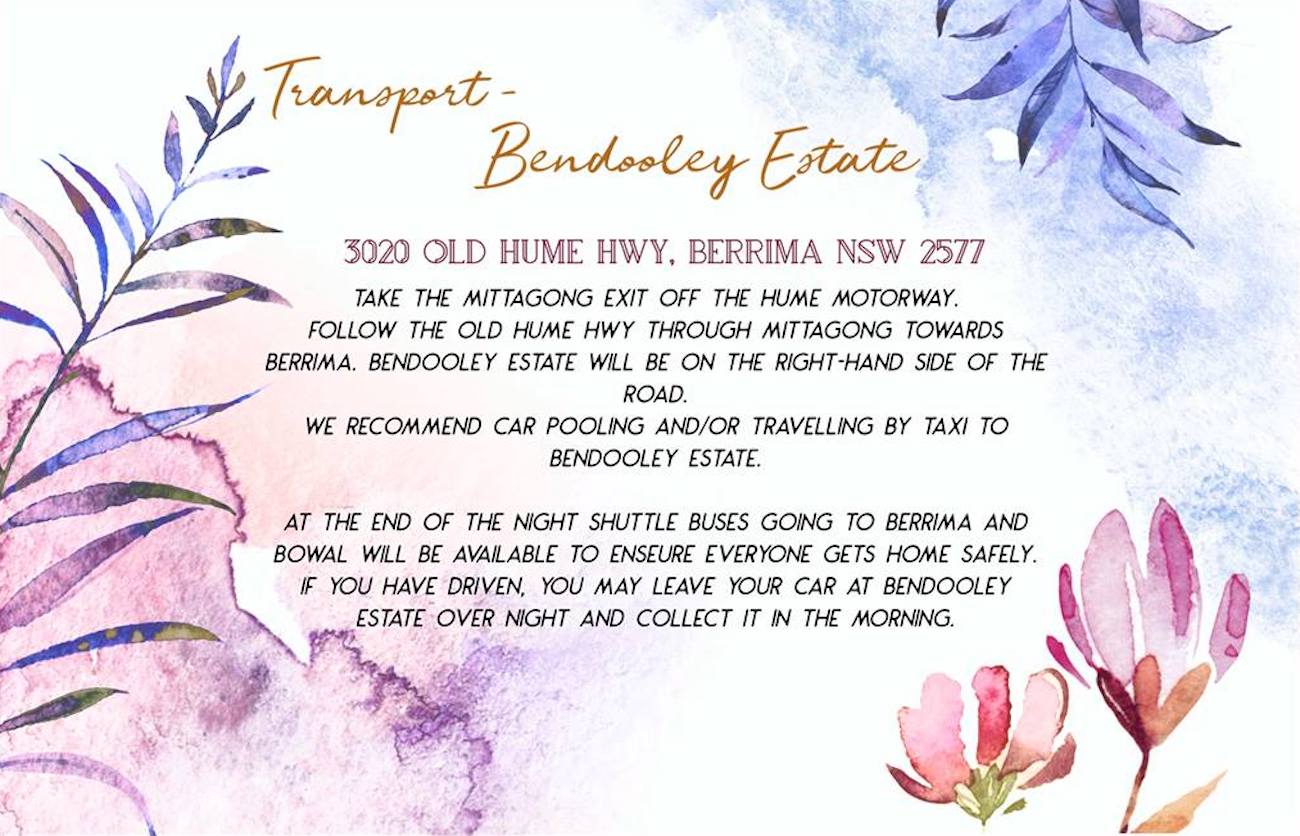 Transport -
Bendooley Estate
3020 OLD HUME HWY, BERRIMA NSW 2577
TAKE THE MITTAGONG EXIT OFF THE HUME MOTORWAY.
FOLLOW THE OLD HUME HWY THROUGH MITTAGONG TOWARDS
BERRIMA. BENDOOLEY ESTATE WILL BE ON THE RIGHT-HAND SIDE OF THE
ROAD.
WE RECOMMEND CAR POOLING AND/OR TRAVELLING BY TAXI TO
BENDOOLEY ESTATE.
AT THE END OF THE NIGHT SHUTTLE BUSES GOING TO BERRIMA AND
BOWAL WILL BE AVAILABLE TO ENSEURE EVERYONE GETS HOME SAFELY.
IF YOU HAVE DRIVEN, YOU MAY LEAVE YOUR CAR AT BENDOOLEY
ESTATE OVER NIGHT AND COLLECT IT IN THE MORNING.